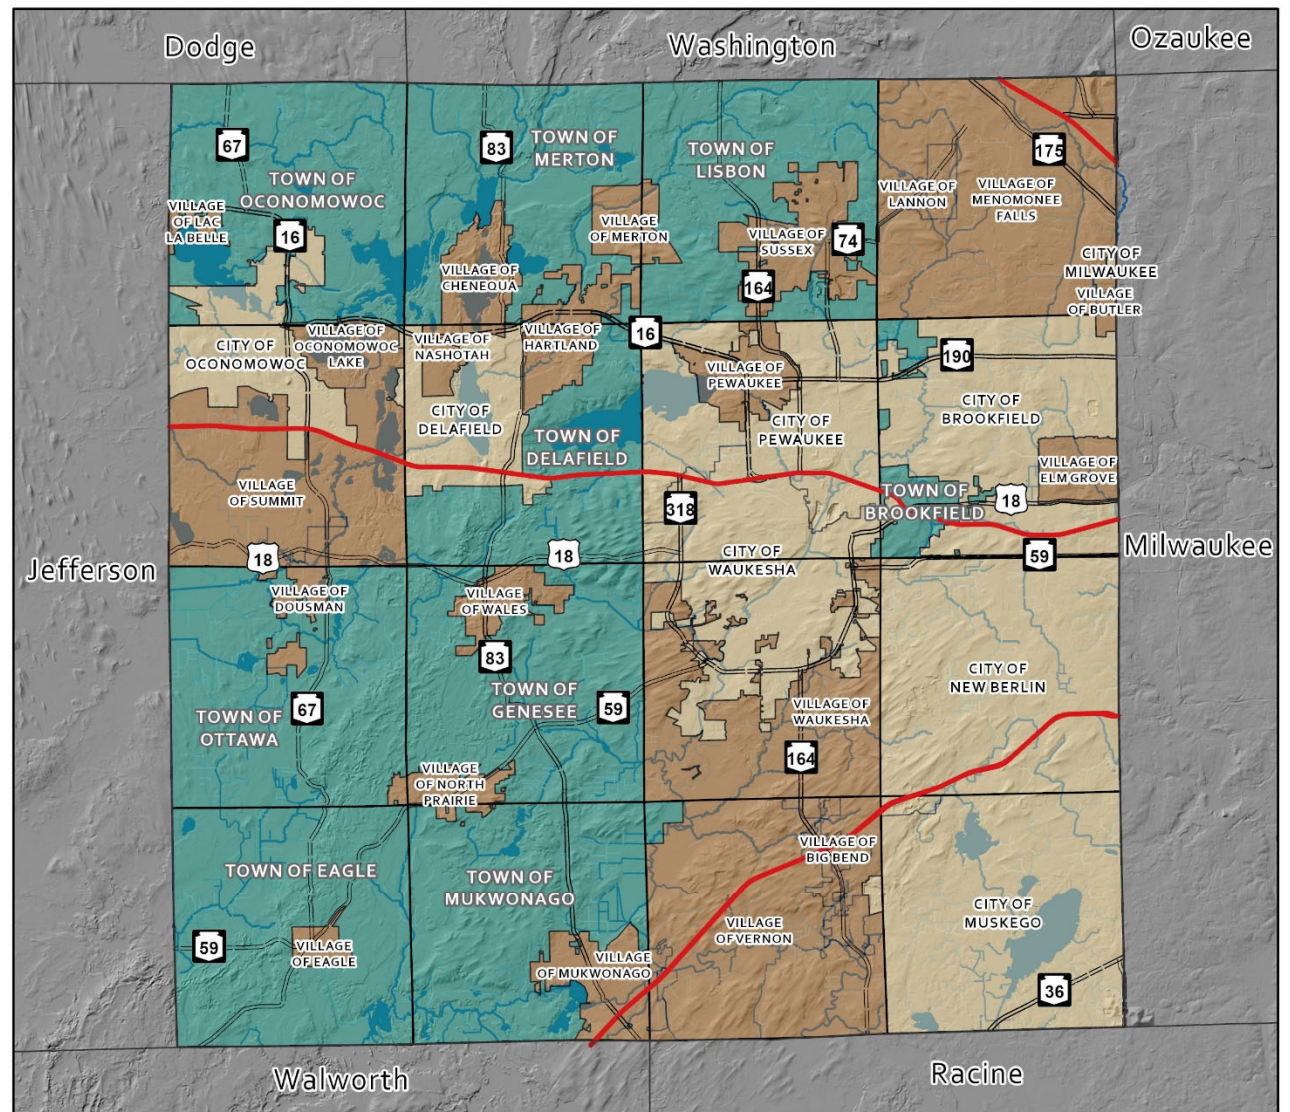 Dodge
Washington
Ozaukee
67
83
TOWN OF
MERTON
TOWN OF
LISBON
175
TOWN OF
OCONOMOWOC
VILLAGE
OF LAC
LA BELLE
16
VILLAGE
OF MERTON
VILLAGE OF
SUSSEX
74
VILLAGE OF
LANNON
VILLAGE OF
MENOMONEE
FALLS
VILLAGE OF
CHENEQUA
164
CITY OF
MILWAUKEE
VILLAGE
OF BUTLER
CITY OF
OCONOMOWOC
VILLAGE OF
OCONOMOWOC
LAKE
VILLAGE OF
NASHOTAH
VILLAGE OF
HARTLAND
16
190
VILLAGE OF
PEWAUKEE
CITY OF
DELAFIELD
TOWN OF
DELAFIELD
CITY OF
PEWAUKEE
CITY OF
BROOKFIELD
VILLAGE OF
ELM GROVE
VILLAGE
OF SUMMIT
318
TOWN OF
BROOKFIELD
18
Jefferson
18
18
CITY OF
WAUKESHA
59
Milwaukee
VILLAGE OF
DOUSMAN
VILLAGE
OF WALES
83
CITY OF
NEW BERLIN
TOWN OF
OTTAWA
67
TOWN OF
GENESEE
59
VILLAGE OF
WAUKESHA
164
VILLAGE
OF NORTH
PRAIRIE
VILLAGE OF
BIG BEND
TOWN OF EAGLE
TOWN OF
MUKWONAGO
CITY OF
MUSKEGO
59
VILLAGE
OF EAGLE
VILLAGE
OF MUKWONAGO
VILLAGE
OF VERNON
36
Walworth
Racine